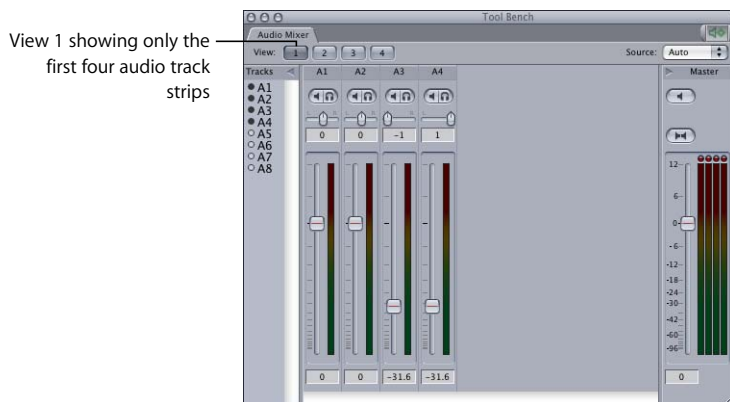 View 1 showing only the
first four audio track
strips
Tool Bench
Audio Mixer
View: 1 2 3 4
Source: Auto
Tracks A1 A2 A3 A4 Master
A1
A2
A3
A4
A5
A6
A7
A8
L R L R L R L R
0 0 -1 1
12
6
0
-6
-12
-18
-24
-30
-42
-60
-96
0 0 -31.6 -31.6 0